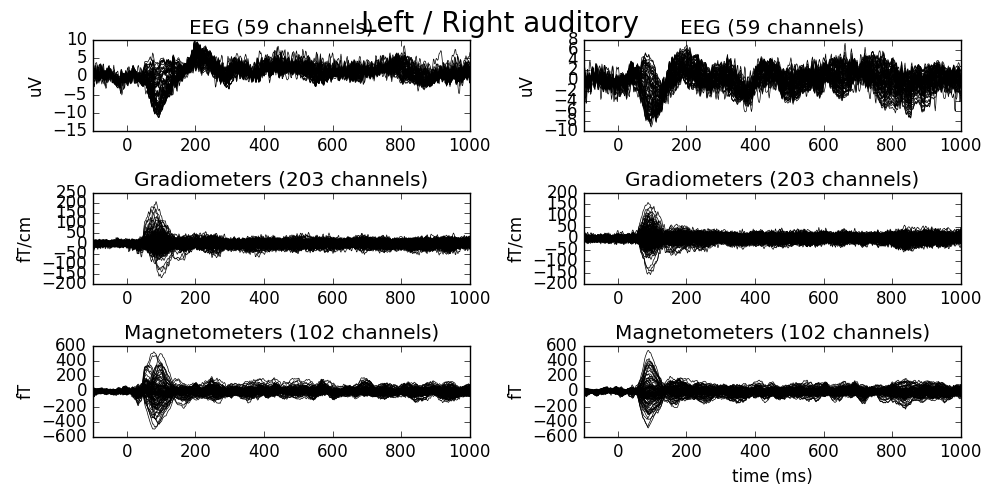 Left / Right auditory
EEG (59 channels)
EEG (59 channels)
10
5
0
−5
−10
−15
uV
0 200 400 600 800 1000
8
6
4
2
0
−2
−4
−6
−8
−10
uV
0 200 400 600 800 1000
Gradiometers (203 channels)
Gradiometers (203 channels)
250
200
150
100
50
0
−50
−100
−150
−200
fT/cm
0 200 400 600 800 1000
200
150
100
50
0
−50
−100
−150
−200
fT/cm
0 200 400 600 800 1000
Magnetometers (102 channels)
Magnetometers (102 channels)
600
400
200
0
−200
−400
−600
fT
0 200 400 600 800 1000
600
400
200
0
−200
−400
−600
fT
0 200 400 600 800 1000
time (ms)